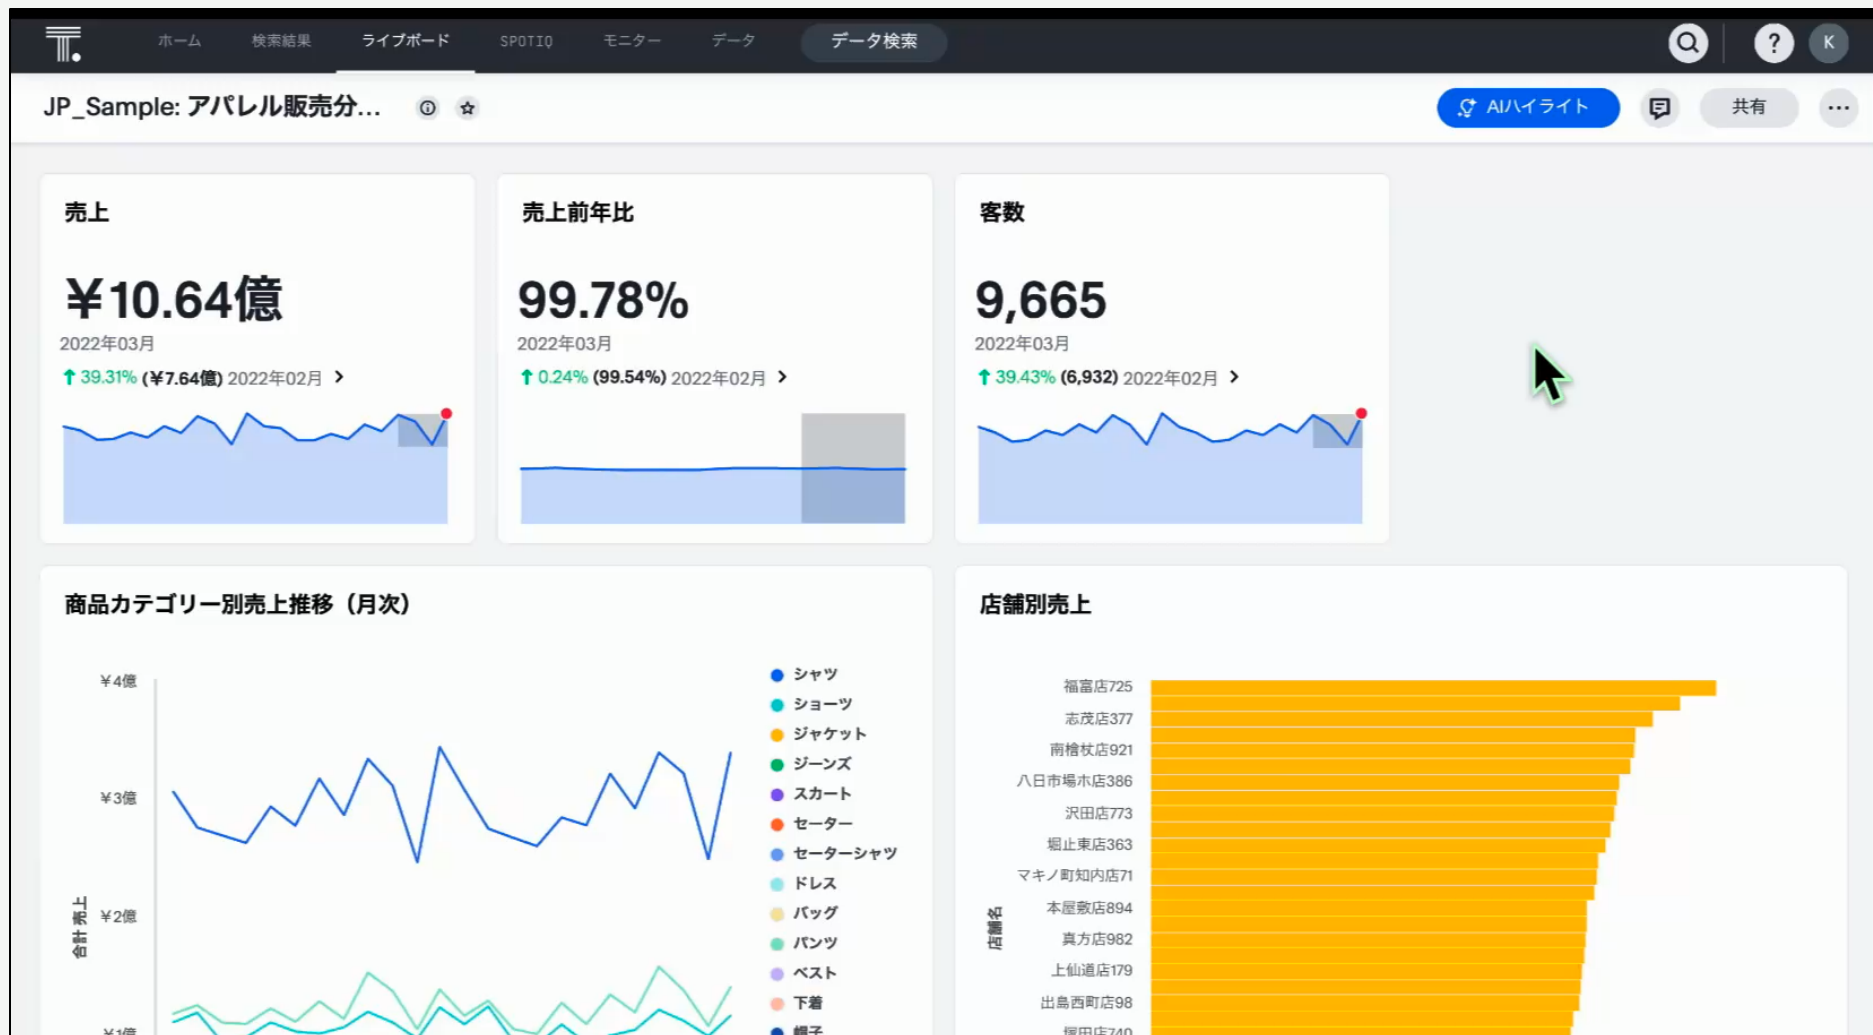 ホーム 検索結果 ライブボード SPOTIQ モニター データ データ検索 ? K
JP_Sample: アパレル販売分... AIハイライト 共有
売上
¥10.64億
2022年03月
39.31% (¥7.64億) 2022年02月
売上前年比
99.78%
2022年03月
0.24% (99.54%) 2022年02月
客数
9,665
2022年03月
39.43% (6,932) 2022年02月
商品カテゴリー別売上推移（月次）
合計 売上
¥4億
¥3億
¥2億
¥1億
シャツ
ショーツ
ジャケット
ジーンズ
スカート
セーター
セーターシャツ
ドレス
バッグ
パンツ
ベスト
下着
帽子
店舗別売上
店舗名
福富店725
志茂店377
南檜杖店921
八日市場ホ店386
沢田店773
堀止東店363
マキノ町知内店71
本屋敷店894
真方店982
上仙道店179
出島西町店98
塚田店740